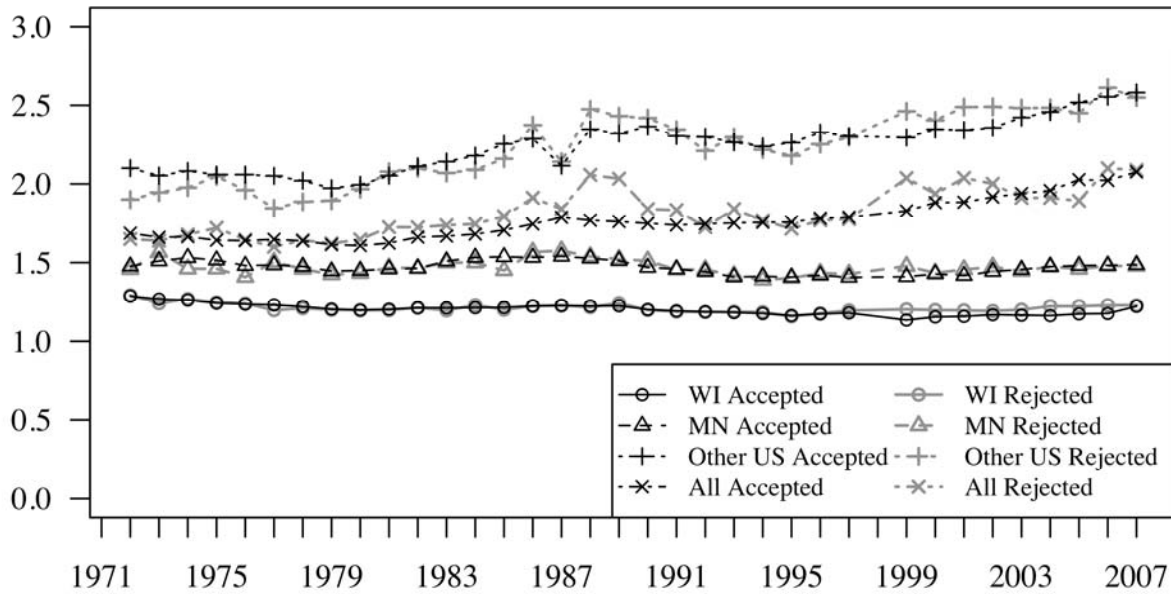 3.0
2.5
2.0
1.5
1.0
0.5
0.0
WI Accepted WI Rejected
MN Accepted MN Rejected
Other US Accepted Other US Rejected
All Accepted All Rejected
1971 1975 1979 1983 1987 1991 1995 1999 2003 2007